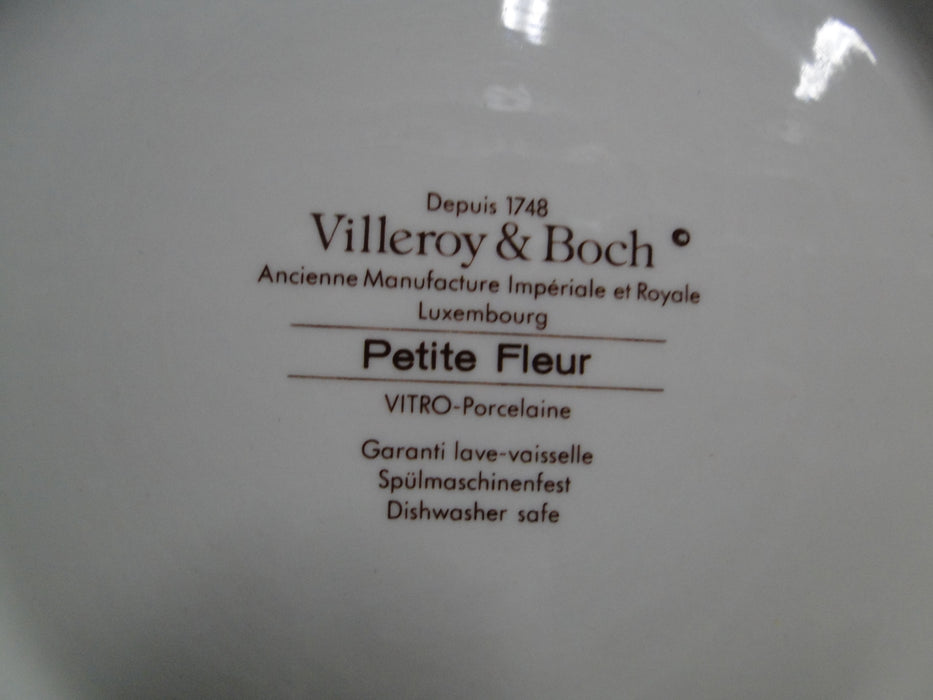 Depuis 1748
Villeroy & Boch ©
Ancienne Manufacture Impériale et Royale
Luxembourg
Petite Fleur
VITRO-Porcelaine
Garanti lave-vaisselle
Spülmaschinenfest
Dishwasher safe